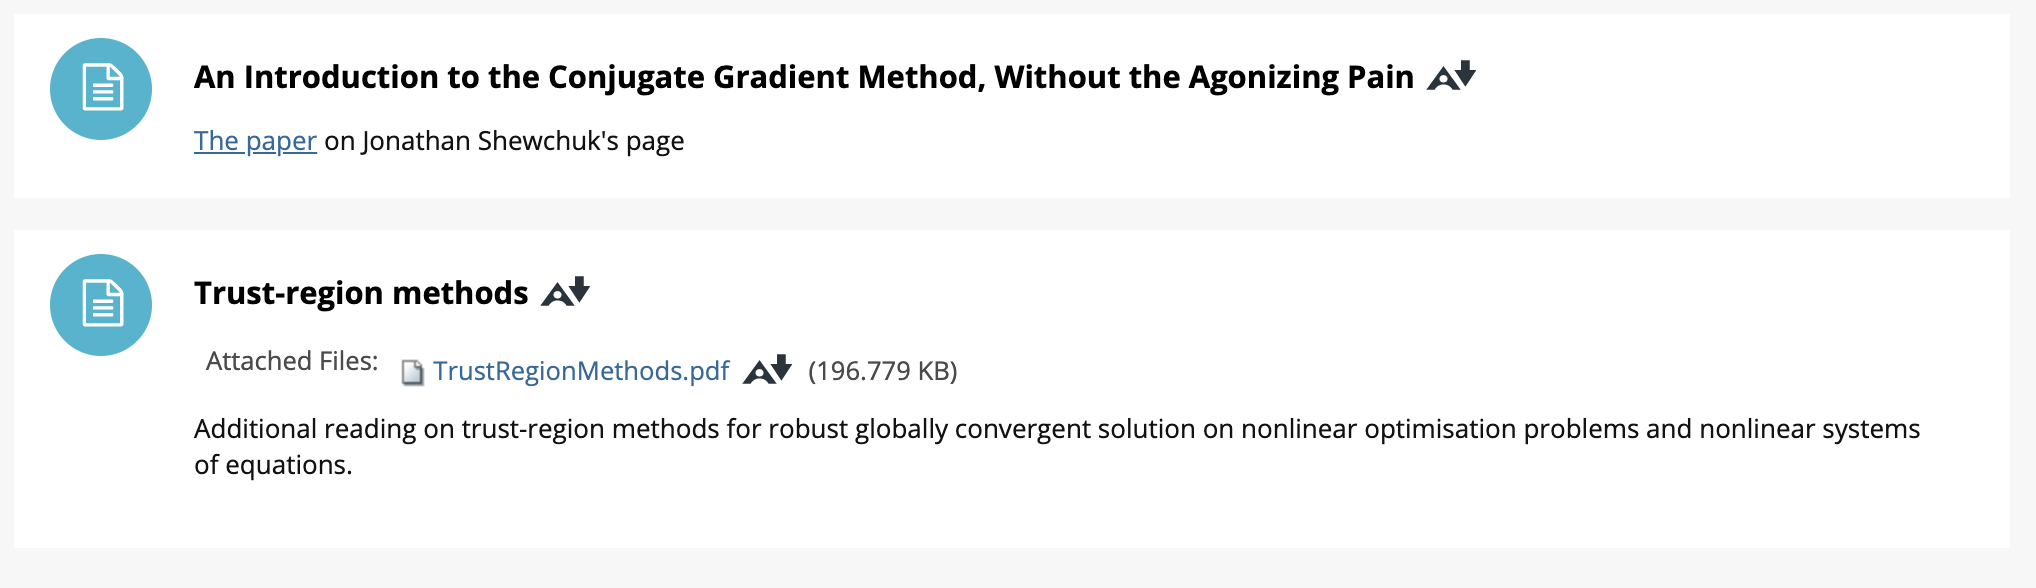 An Introduction to the Conjugate Gradient Method, Without the Agonizing Pain
The paper on Jonathan Shewchuk's page
Trust-region methods
Attached Files: TrustRegionMethods.pdf (196.779 KB)
Additional reading on trust-region methods for robust globally convergent solution on nonlinear optimisation problems and nonlinear systems
of equations.